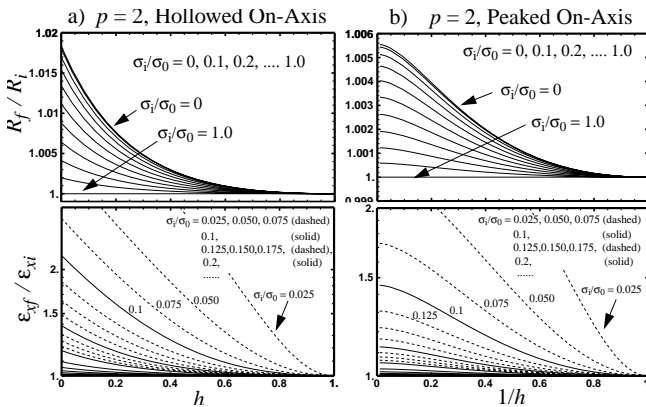 a) p = 2, Hollowed On-Axis
b) p = 2, Peaked On-Axis
R_f / R_i
1.02
1.015
1.01
1.005
1.
σ_i/σ_0 = 0, 0.1, 0.2, .... 1.0
σ_i/σ_0 = 0
σ_i/σ_0 = 1.0
1.006
1.005
1.004
1.003
1.002
1.001
1.
0.999
σ_i/σ_0 = 0, 0.1, 0.2, .... 1.0
σ_i/σ_0 = 0
σ_i/σ_0 = 1.0
ε_xf / ε_xi
2.
1.5
1.
σ_i/σ_0 = 0.025, 0.050, 0.075 (dashed)
0.1, (solid)
0.125,0.150,0.175, (dashed),
0.2, (solid)
......
σ_i/σ_0 = 0.025
0.1
0.075
0.050
0 0.2 0.4 0.6 0.8 1.
h
2.
1.5
1.
σ_i/σ_0 = 0.025, 0.050, 0.075 (dashed)
0.1, (solid)
0.125,0.150,0.175, (dashed),
0.2, (solid)
......
σ_i/σ_0 = 0.025
0.125
0.1
0.075
0.050
0 0.2 0.4 0.6 0.8 1.
1/h